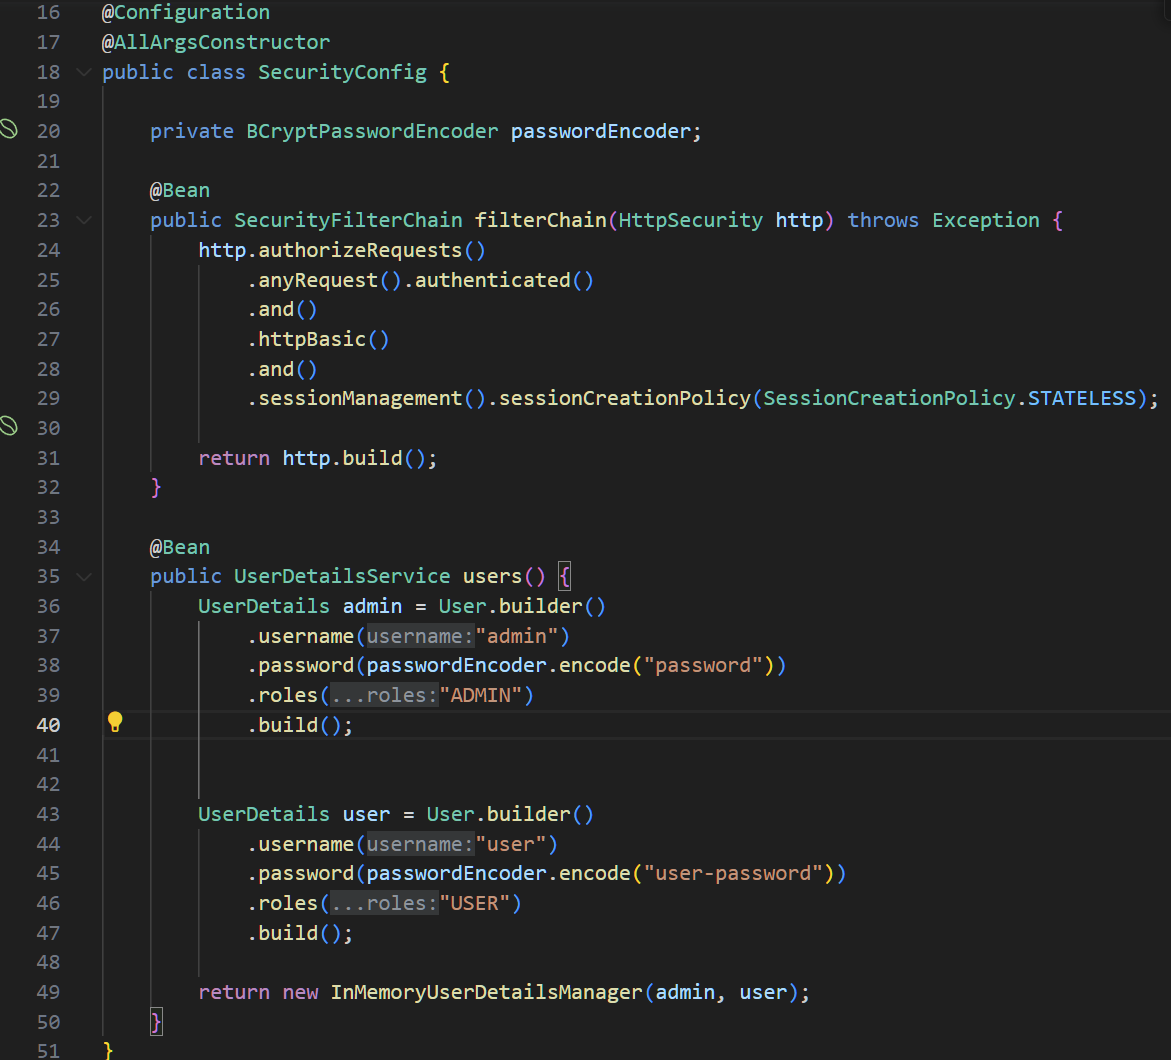 16 @Configuration
17 @AllArgsConstructor
18 public class SecurityConfig {
19
20     private BCryptPasswordEncoder passwordEncoder;
21
22     @Bean
23     public SecurityFilterChain filterChain(HttpSecurity http) throws Exception {
24         http.authorizeRequests()
25             .anyRequest().authenticated()
26             .and()
27             .httpBasic()
28             .and()
29             .sessionManagement().sessionCreationPolicy(SessionCreationPolicy.STATELESS);
30
31         return http.build();
32     }
33
34     @Bean
35     public UserDetailsService users() {
36         UserDetails admin = User.builder()
37             .username(username:"admin")
38             .password(passwordEncoder.encode("password"))
39             .roles(...roles:"ADMIN")
40             .build();
41
42
43         UserDetails user = User.builder()
44             .username(username:"user")
45             .password(passwordEncoder.encode("user-password"))
46             .roles(...roles:"USER")
47             .build();
48
49         return new InMemoryUserDetailsManager(admin, user);
50     }
51 }